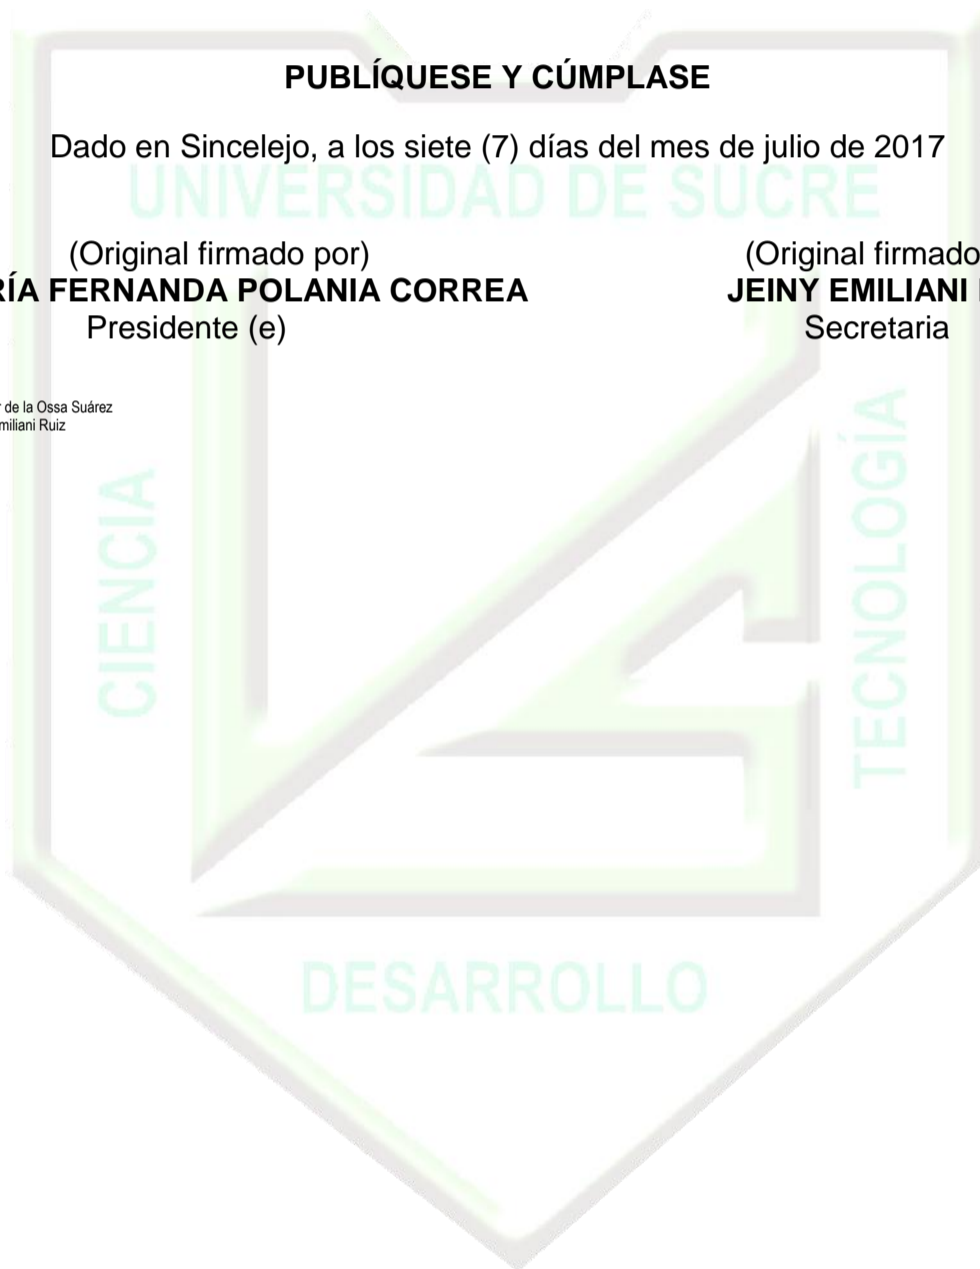 PUBLÍQUESE Y CÚMPLASE
Dado en Sincelejo, a los siete (7) días del mes de julio de 2017
UNIVERSIDAD DE SUCRE
(Original firmado por)
FERNANDA POLANIA CORREA
Presidente (e)
(Original firmado
JEINY EMILIANI
Secretaria
de la Ossa Suárez
Ruiz
CIENCIA
TECNOLOGÍA
DESARROLLO